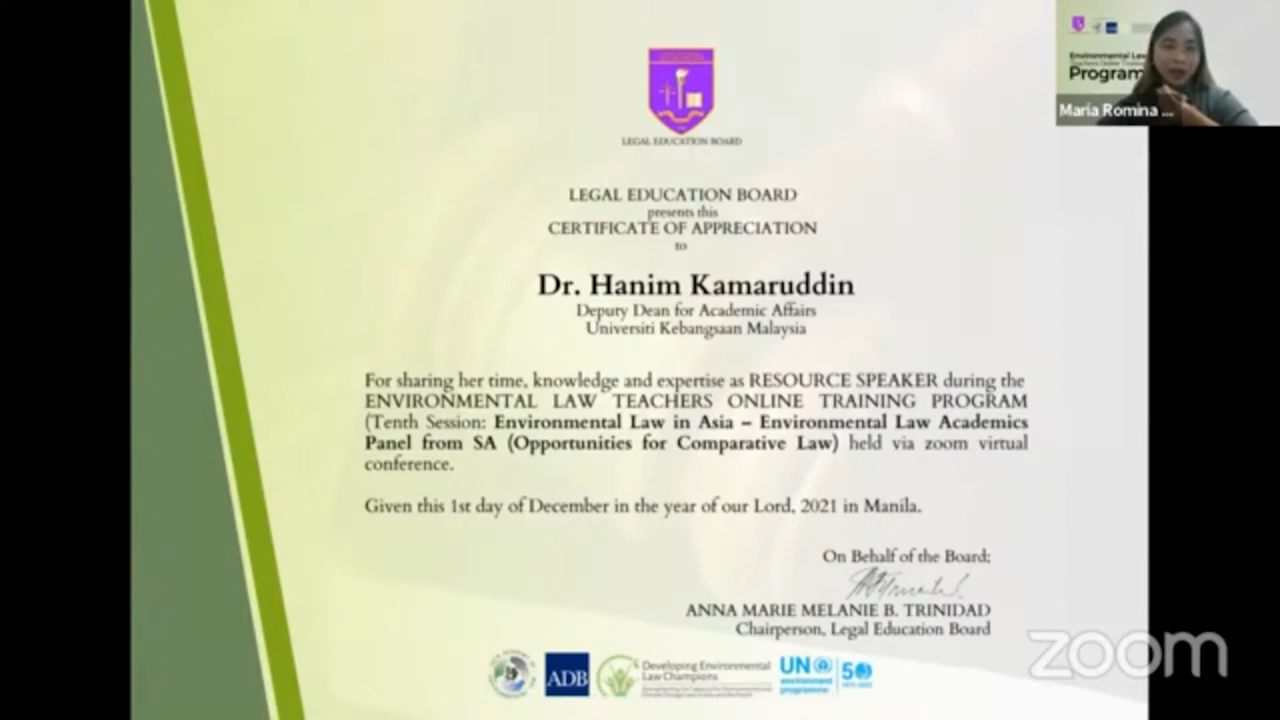 LEGAL EDUCATION BOARD
LEGAL EDUCATION BOARD
presents this
CERTIFICATE OF APPRECIATION
to
Dr. Hanim Kamaruddin
Deputy Dean for Academic Affairs
Universiti Kebangsaan Malaysia
For sharing her time, knowledge and expertise as RESOURCE SPEAKER during the
ENVIRONMENTAL LAW TEACHERS ONLINE TRAINING PROGRAM
(Tenth Session: Environmental Law in Asia – Environmental Law Academics
Panel from SA (Opportunities for Comparative Law) held via zoom virtual
conference.
Given this 1st day of December in the year of our Lord, 2021 in Manila.
On Behalf of the Board;
ANNA MARIE MELANIE B. TRINIDAD
Chairperson, Legal Education Board
ADB
Developing Environmental
Law Champions
UN
environment
programme
50
Environmental Law
Teachers Online
Program
Maria Romina ...
zoom